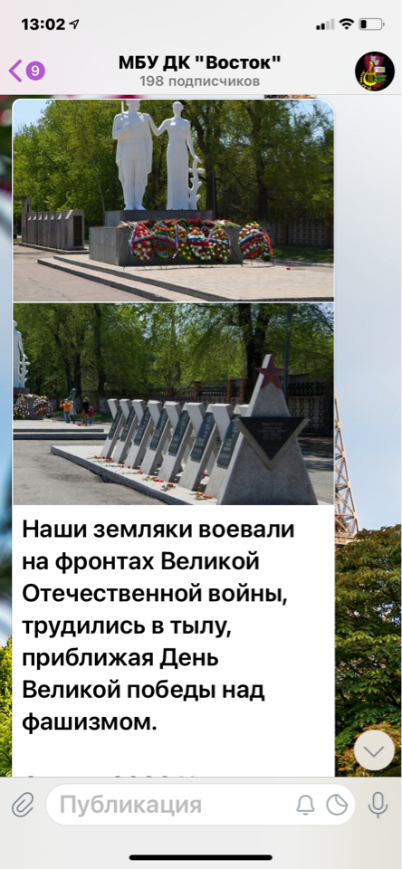 13:02
9
МБУ ДК "Восток"
198 подписчиков
Наши земляки воевали
на фронтах Великой
Отечественной войны,
трудились в тылу,
приближая День
Великой победы над
фашизмом.
Публикация